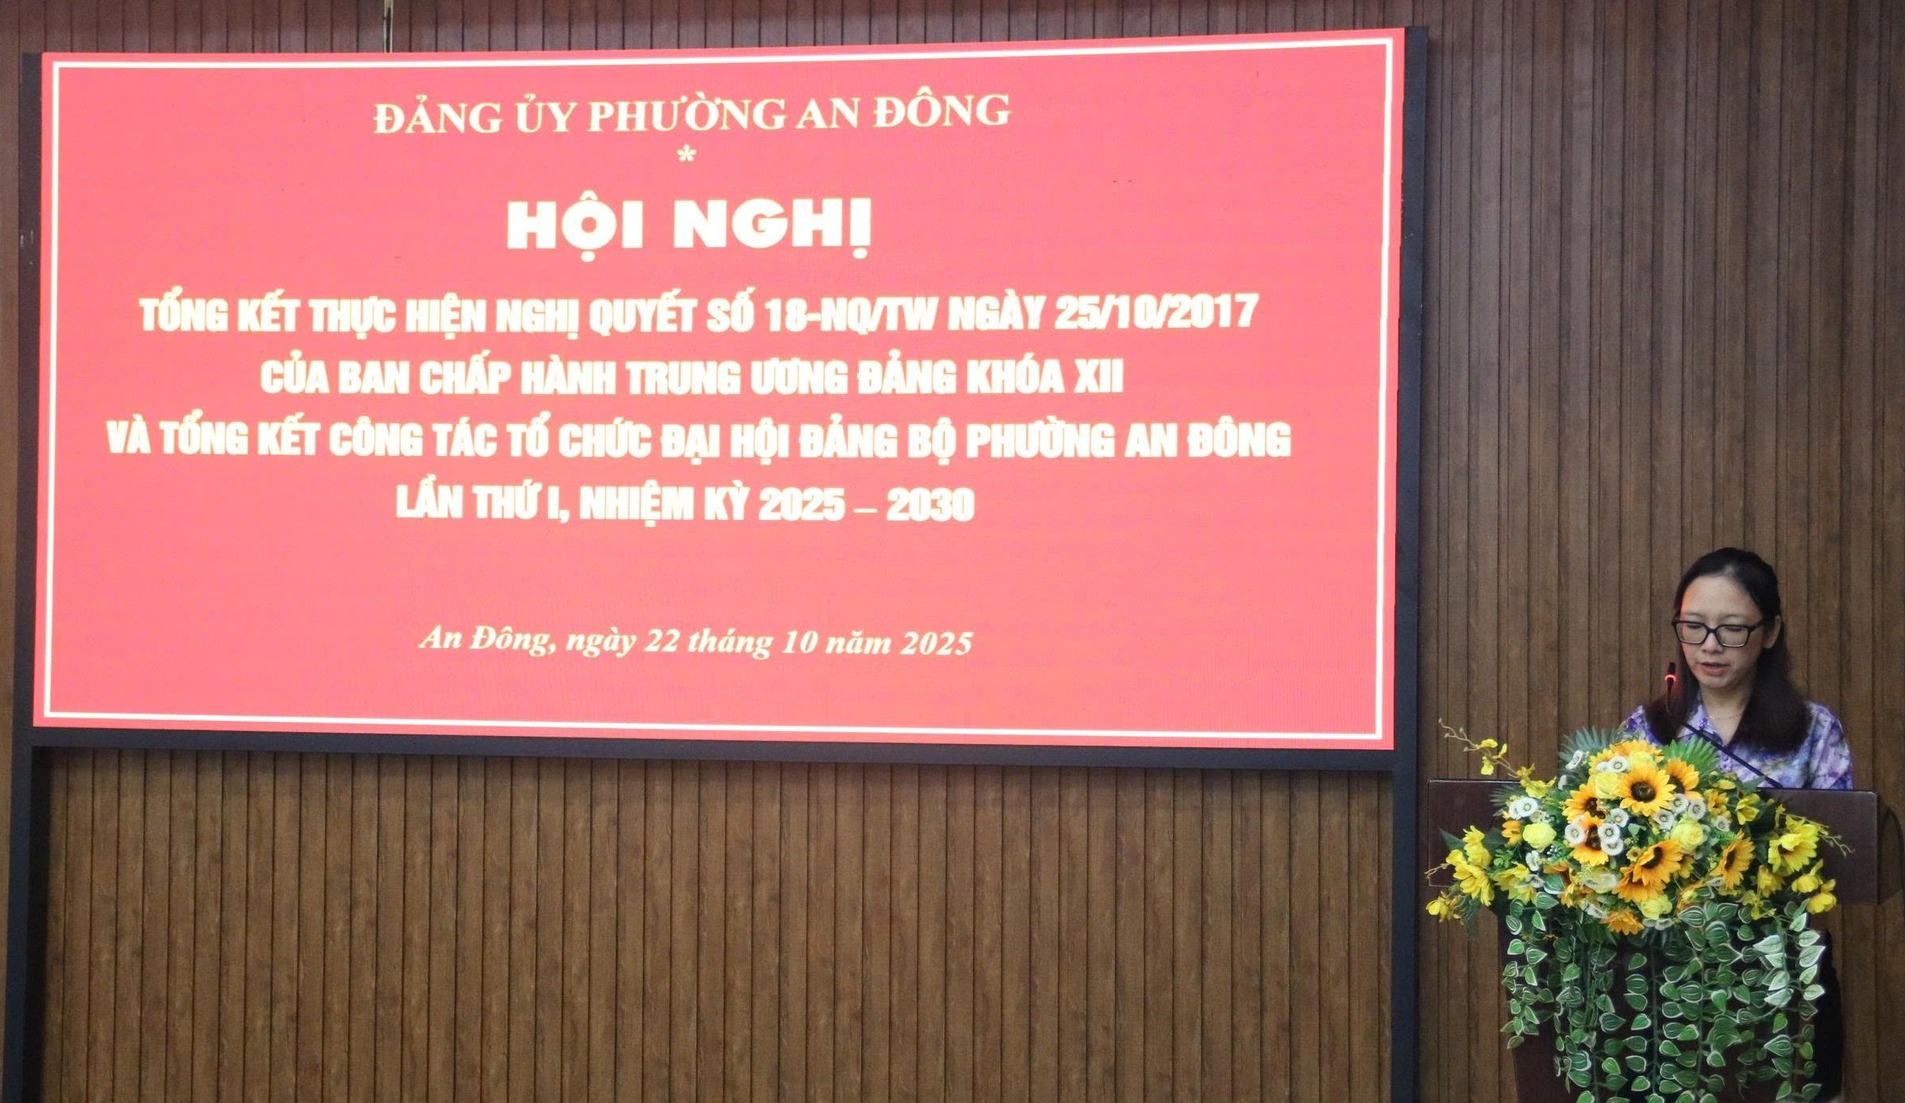 ĐẢNG ỦY PHƯỜNG AN ĐÔNG
*
HỘI NGHỊ
TỔNG KẾT THỰC HIỆN NGHỊ QUYẾT SỐ 18-NQ/TW NGÀY 25/10/2017
CỦA BAN CHẤP HÀNH TRUNG ƯƠNG ĐẢNG KHÓA XII
VÀ TỔNG KẾT CÔNG TÁC TỔ CHỨC ĐẠI HỘI ĐẢNG BỘ PHƯỜNG AN ĐÔNG
LẦN THỨ I, NHIỆM KỲ 2025 – 2030
An Đông, ngày 22 tháng 10 năm 2025